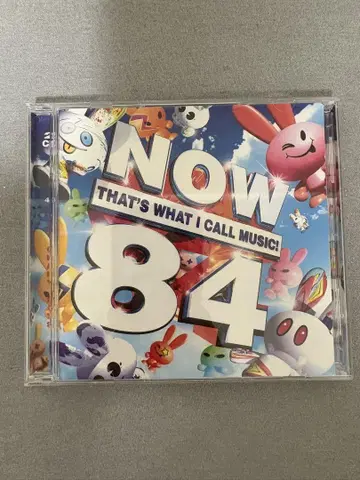 NOW
THAT'S WHAT I CALL MUSIC!
84